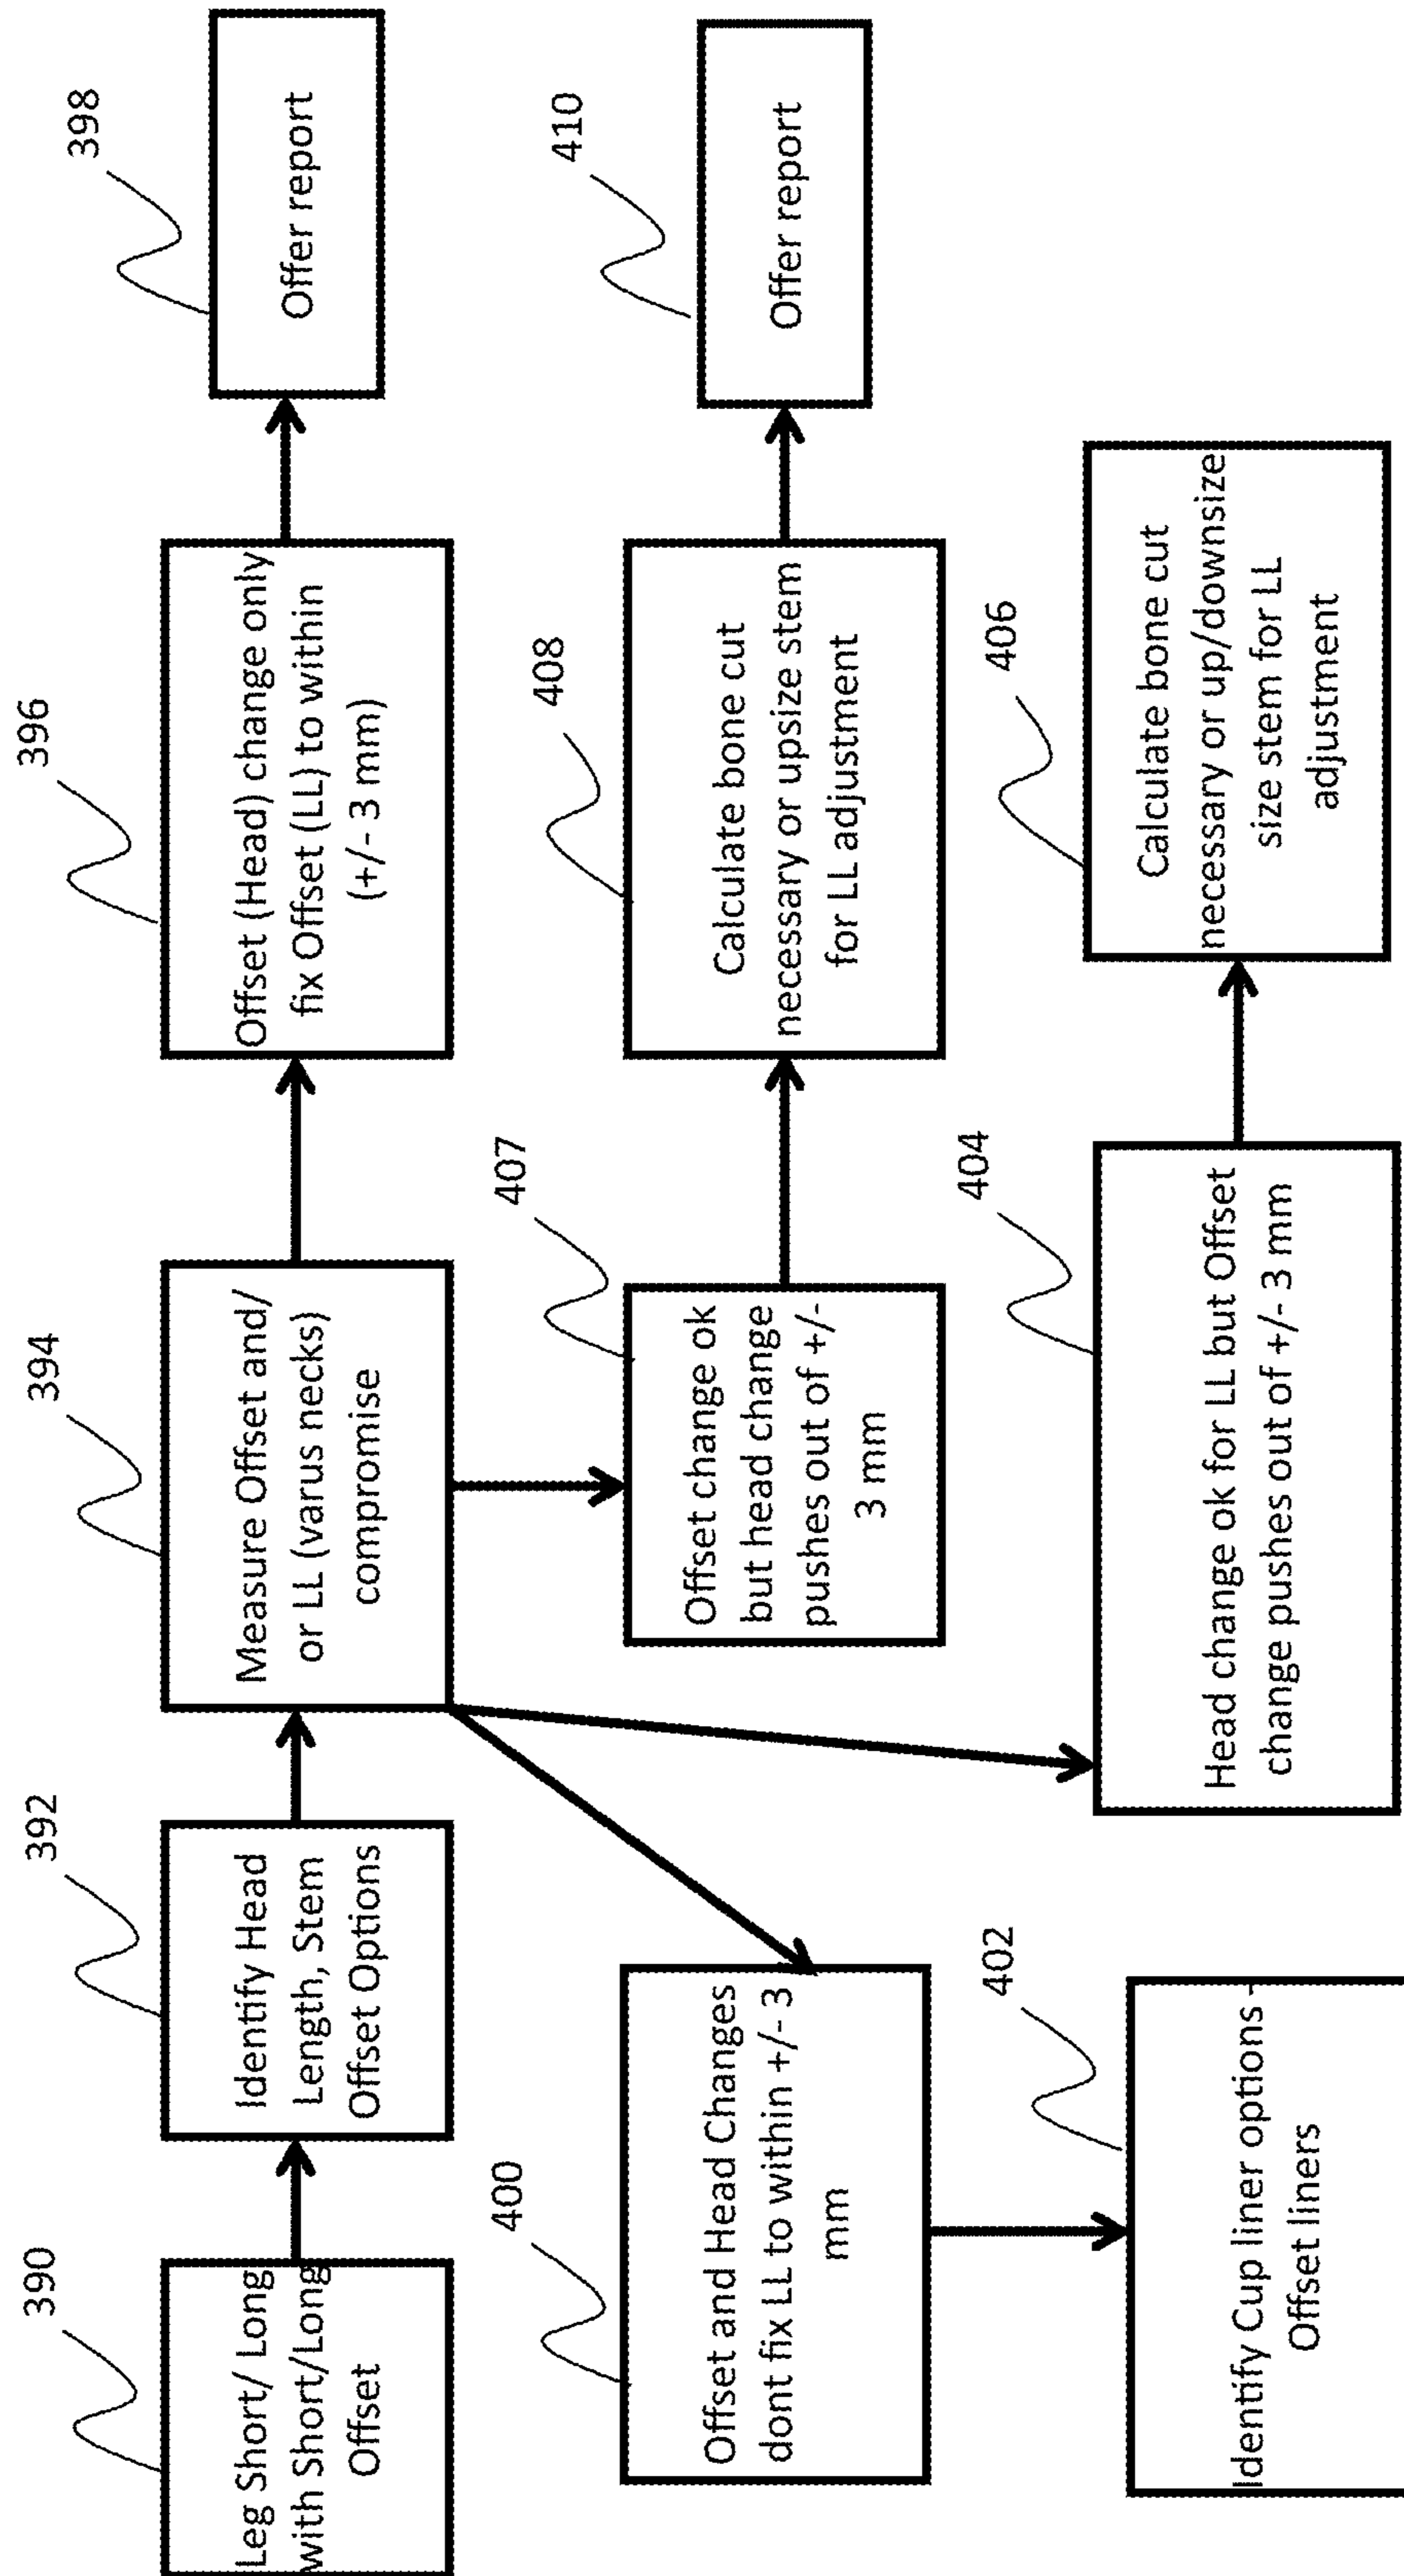 390
Leg Short/ Long
with Short/Long
Offset
392
Identify Head
Length, Stem
Offset Options
394
Measure Offset and/
or LL (varus necks)
compromise
396
Offset (Head) change only
fix Offset (LL) to within
(+/- 3 mm)
398
Offer report
400
Offset and Head Changes
dont fix LL to within +/- 3
mm
407
Offset change ok
but head change
pushes out of +/-
3 mm
408
Calculate bone cut
necessary or upsize stem
for LL adjustment
410
Offer report
402
Identify Cup liner options -
Offset liners
404
Head change ok for LL but Offset
change pushes out of +/- 3 mm
406
Calculate bone cut
necessary or up/downsize
size stem for LL
adjustment